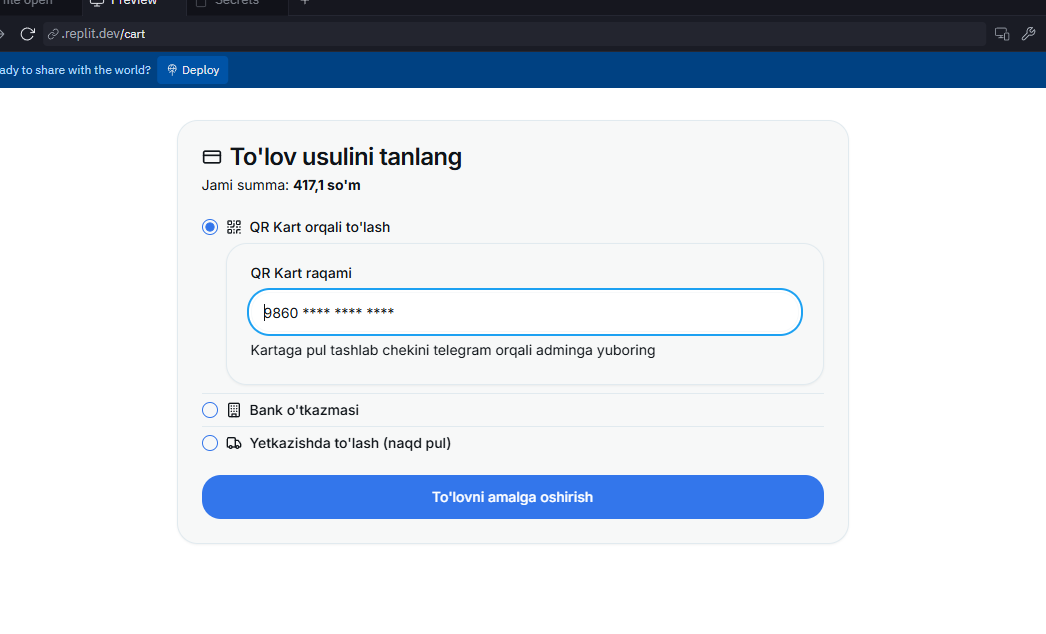 Preview
Secrets
.replit.dev/cart
ady to share with the world?
Deploy
To'lov usulini tanlang
Jami summa: 417,1 so'm
QR Kart orqali to'lash
QR Kart raqami
9860 **** **** ****
Kartaga pul tashlab chekini telegram orqali adminga yuboring
Bank o'tkazmasi
Yetkazishda to'lash (naqd pul)
To'lovni amalga oshirish